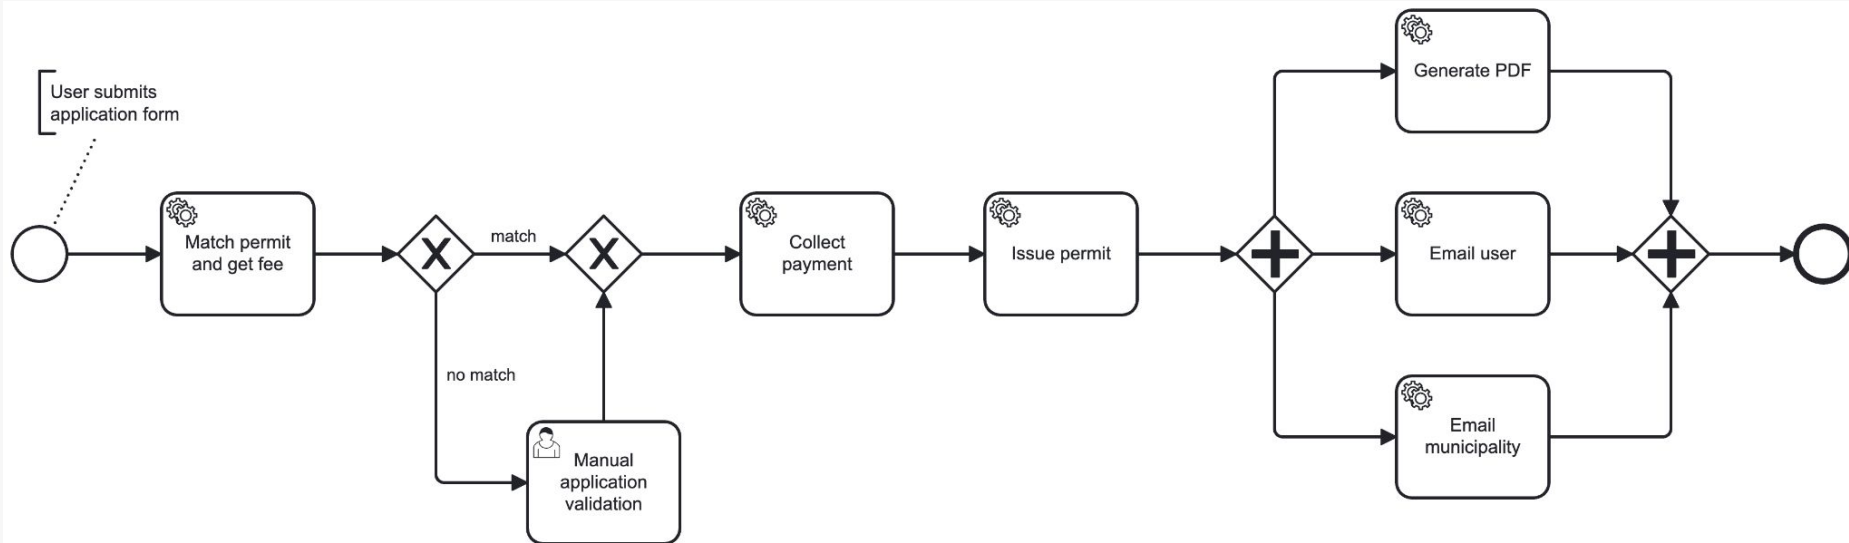 User submits
application form
Match permit
and get fee
match
no match
Manual
application
validation
Collect
payment
Issue permit
Generate PDF
Email user
Email
municipality